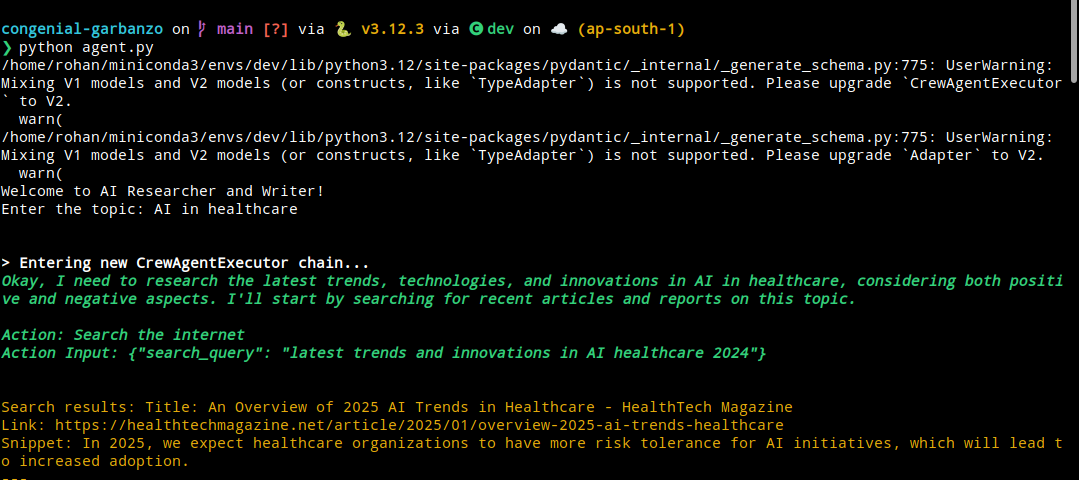 congenial-garbanzo on main [?] via 🐍 v3.12.3 via C dev on ☁️ (ap-south-1)
❯ python agent.py
/home/rohan/miniconda3/envs/dev/lib/python3.12/site-packages/pydantic/_internal/_generate_schema.py:775: UserWarning:
Mixing V1 models and V2 models (or constructs, like `TypeAdapter`) is not supported. Please upgrade `CrewAgentExecutor
` to V2.
  warn(
/home/rohan/miniconda3/envs/dev/lib/python3.12/site-packages/pydantic/_internal/_generate_schema.py:775: UserWarning:
Mixing V1 models and V2 models (or constructs, like `TypeAdapter`) is not supported. Please upgrade `Adapter` to V2.
  warn(
Welcome to AI Researcher and Writer!
Enter the topic: AI in healthcare
> Entering new CrewAgentExecutor chain...
Okay, I need to research the latest trends, technologies, and innovations in AI in healthcare, considering both positi
ve and negative aspects. I'll start by searching for recent articles and reports on this topic.
Action: Search the internet
Action Input: {"search_query": "latest trends and innovations in AI healthcare 2024"}
Search results: Title: An Overview of 2025 AI Trends in Healthcare - HealthTech Magazine
Link: https://healthtechmagazine.net/article/2025/01/overview-2025-ai-trends-healthcare
Snippet: In 2025, we expect healthcare organizations to have more risk tolerance for AI initiatives, which will lead t
o increased adoption.
---